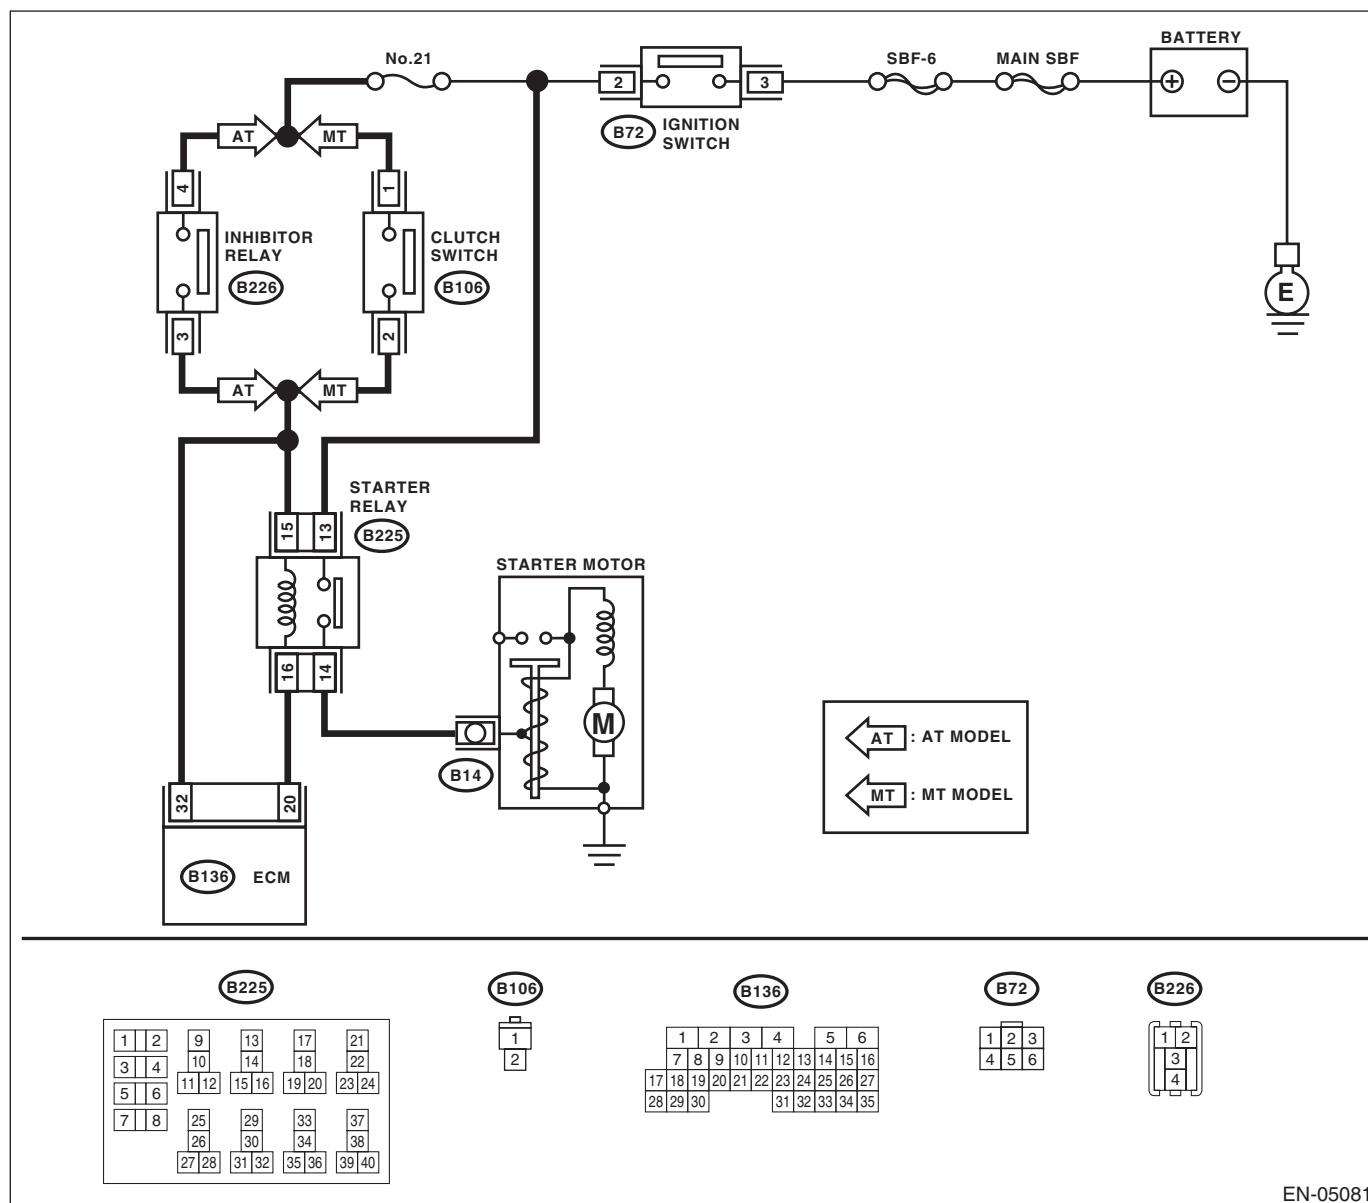 BATTERY
No.21
SBF-6
MAIN SBF
2
3
B72
IGNITION
SWITCH
AT
MT
4
1
INHIBITOR
RELAY
B226
CLUTCH
SWITCH
B106
E
3
2
AT
MT
STARTER
RELAY
B225
15
13
STARTER MOTOR
16
14
M
B14
AT : AT MODEL
MT : MT MODEL
32
20
B136
ECM
B225
B106
B136
B72
B226
1 2 9 13 17 21
3 4 10 14 18 22
11 12 15 16 19 20 23 24
5 6
7 8 25 29 33 37
26 30 34 38
27 28 31 32 35 36 39 40
1
2
1 2 3 4 5 6
7 8 9 10 11 12 13 14 15 16
17 18 19 20 21 22 23 24 25 26 27
28 29 30 31 32 33 34 35
1 2 3
4 5 6
1 2
3
4
EN-05081